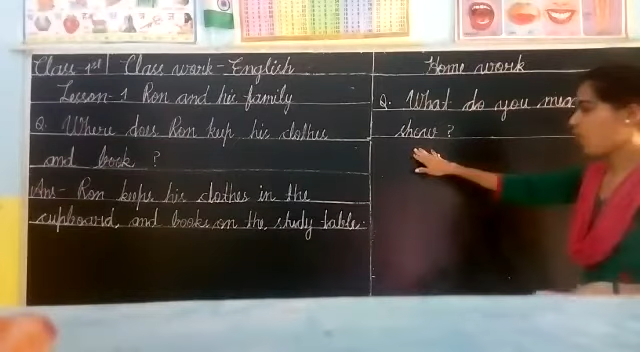 Class-1st Class work-English
Lesson-1 Ron and his family
Q. Where does Ron keep his clothes
and book ?
Ans- Ron keeps his clothes in the
cupboard, and books on the study table.
Home work
Q. What do you
show ?